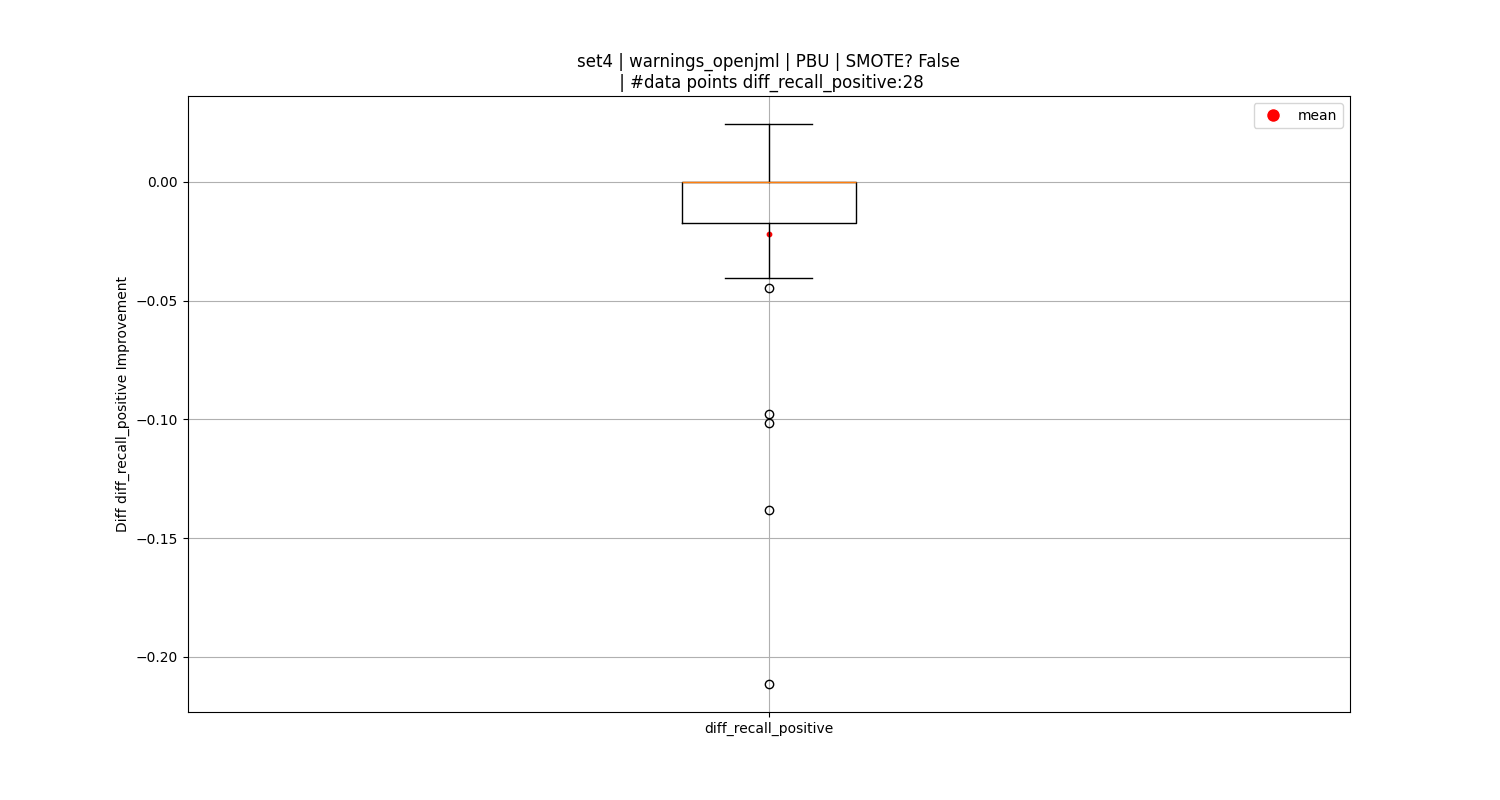 set4 | warnings_openjml | PBU | SMOTE? False
| #data points diff_recall_positive:28
mean
0.00
−0.05
−0.10
−0.15
−0.20
Diff diff_recall_positive Improvement
diff_recall_positive